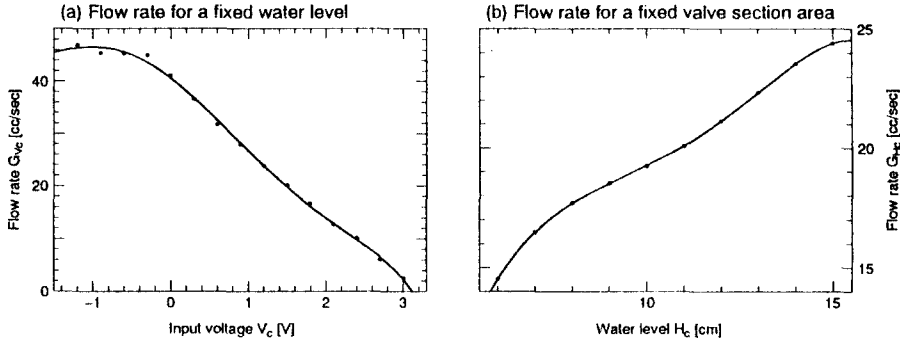 (a) Flow rate for a fixed water level
Flow rate G_Vc [cc/sec]
40
20
0
−1 0 1 2 3
Input voltage V_c [V]
(b) Flow rate for a fixed valve section area
25
20
15
Flow rate G_Hc [cc/sec]
10 15
Water level H_c [cm]